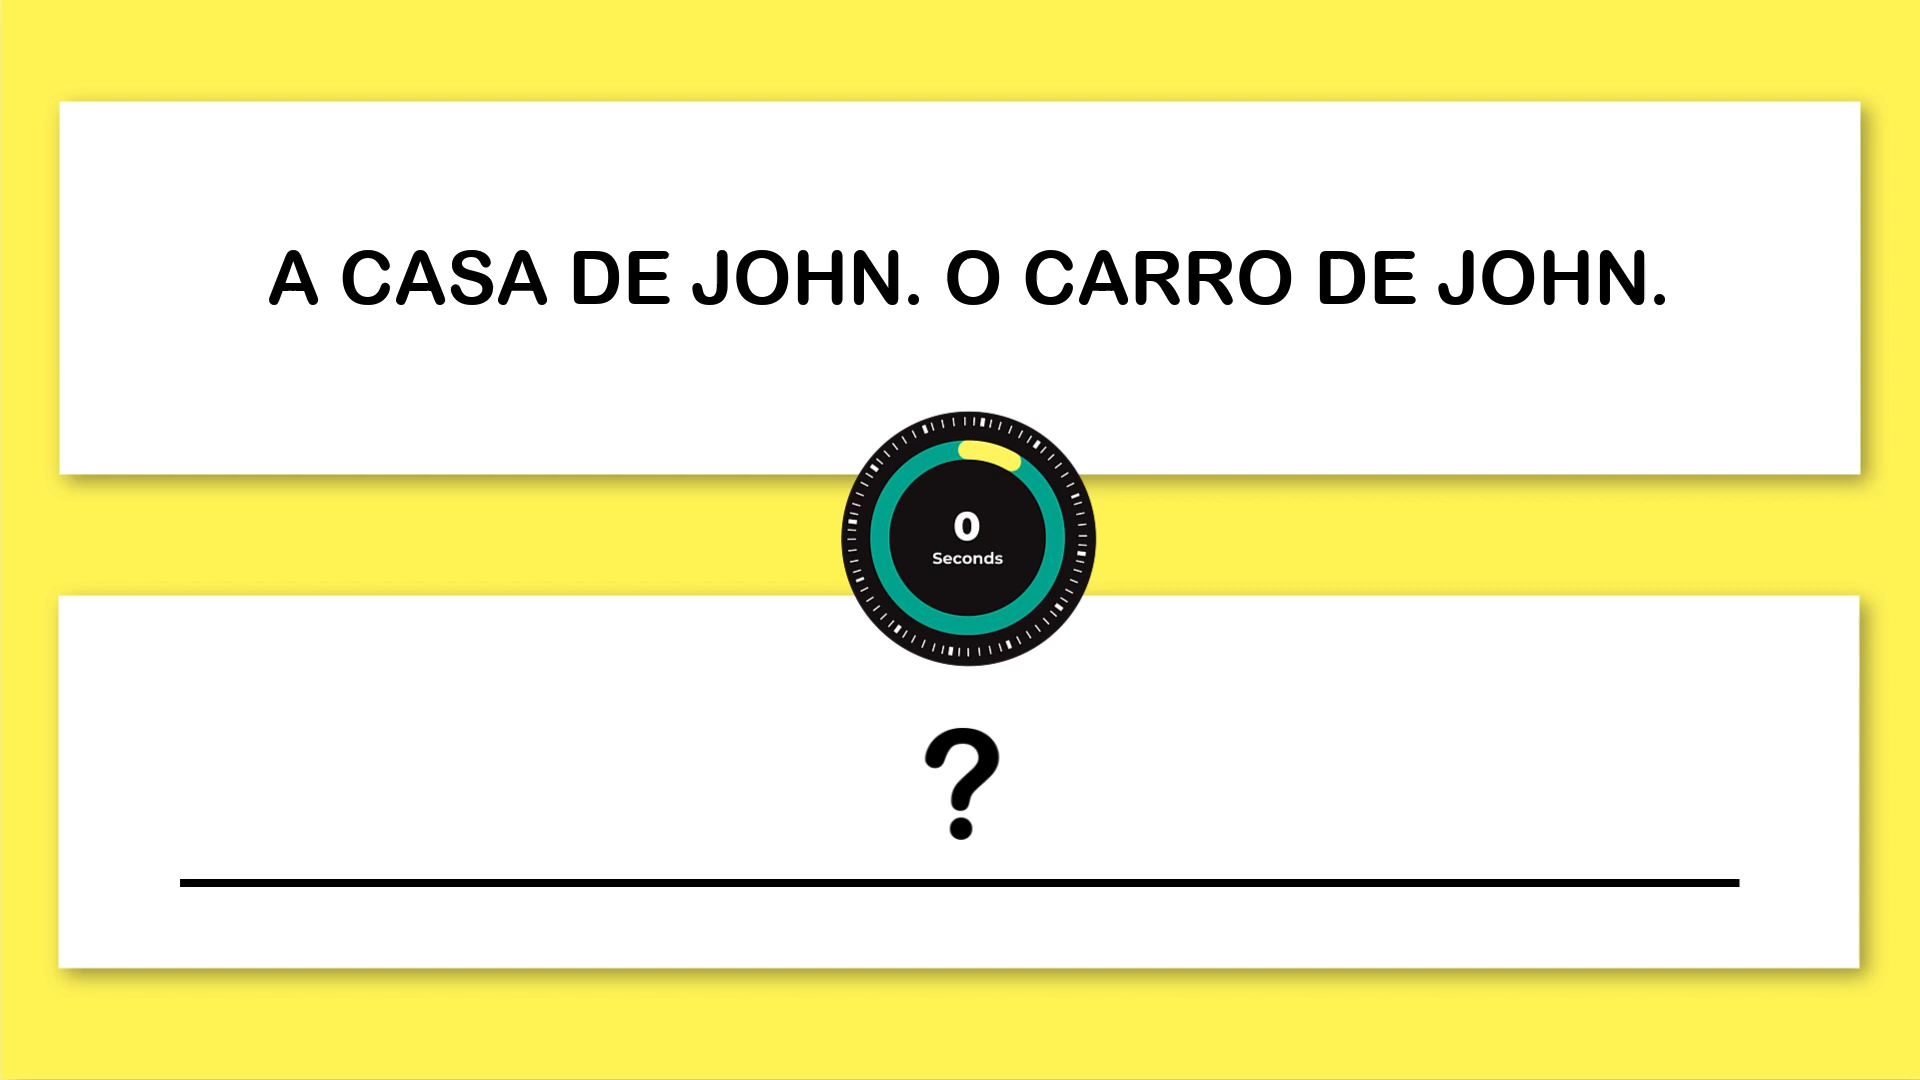 A CASA DE JOHN. O CARRO DE JOHN.
0
Seconds
?